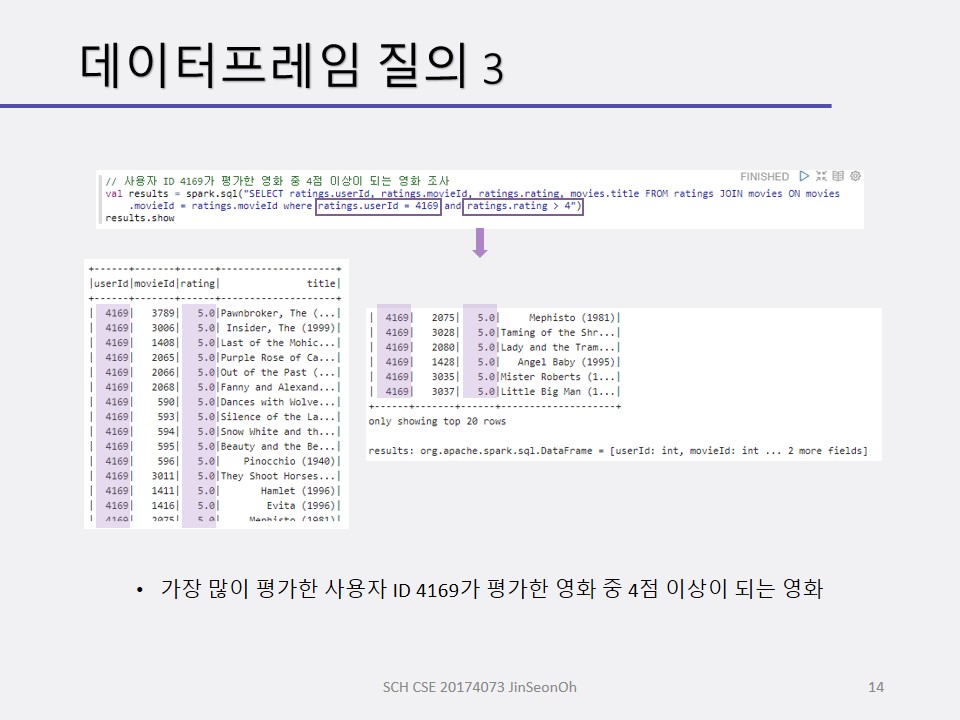 데이터프레임 질의 3
FINISHED
// 사용자 ID 4169가 평가한 영화 중 4점 이상이 되는 영화 조사
val results = spark.sql("SELECT ratings.userId, ratings.movieId, ratings.rating, movies.title FROM ratings JOIN movies ON movies
.movieId = ratings.movieId where ratings.userId = 4169 and ratings.rating > 4")
results.show
+------+-------+------+--------------------+
|userId|movieId|rating|               title|
+------+-------+------+--------------------+
|  4169|   3789|   5.0|Pawnbroker, The (...|
|  4169|   3006|   5.0| Insider, The (1999)|
|  4169|   1408|   5.0|Last of the Mohic...|
|  4169|   2065|   5.0|Purple Rose of Ca...|
|  4169|   2066|   5.0|Out of the Past (...|
|  4169|   2068|   5.0|Fanny and Alexand...|
|  4169|    590|   5.0|Dances with Wolve...|
|  4169|    593|   5.0|Silence of the La...|
|  4169|    594|   5.0|Snow White and th...|
|  4169|    595|   5.0|Beauty and the Be...|
|  4169|    596|   5.0|    Pinocchio (1940)|
|  4169|   3011|   5.0|They Shoot Horses...|
|  4169|   1411|   5.0|       Hamlet (1996)|
|  4169|   1416|   5.0|        Evita (1996)|
|  4169|   2075|   5.0|     Mephisto (1981)|
|  4169|   2075|   5.0|     Mephisto (1981)|
|  4169|   3028|   5.0|Taming of the Shr...|
|  4169|   2080|   5.0|Lady and the Tram...|
|  4169|   1428|   5.0|   Angel Baby (1995)|
|  4169|   3035|   5.0|Mister Roberts (1...|
|  4169|   3037|   5.0|Little Big Man (1...|
+------+-------+------+--------------------+
only showing top 20 rows
results: org.apache.spark.sql.DataFrame = [userId: int, movieId: int ... 2 more fields]
• 가장 많이 평가한 사용자 ID 4169가 평가한 영화 중 4점 이상이 되는 영화
SCH CSE 20174073 JinSeonOh
14